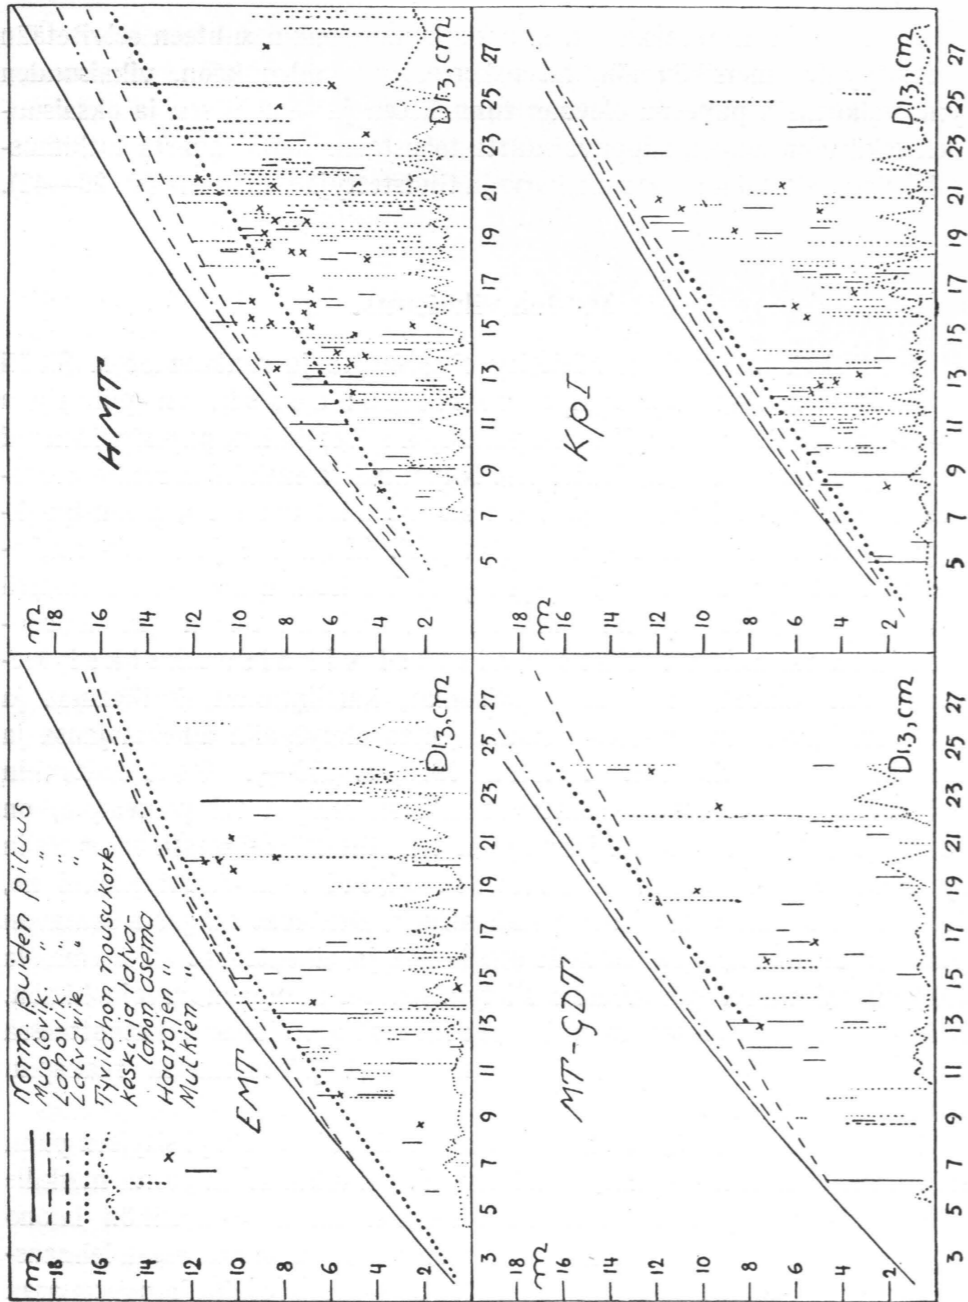 Norm. puiden pituus
Muotovik. " "
Lahovik. " "
Latvavik " "
Tyvilahon nousukork.
Keski- ja latva-
lahon asema
Haarojen "
Mutkien "
EMT
m
18
16
14
12
10
8
6
4
2
D1.3, cm
HMT
m
18
16
14
12
10
8
6
4
2
D1.3, cm
3 5 7 9 11 13 15 17 19 21 23 25 27
5 7 9 11 13 15 17 19 21 23 25 27
MT-GDT
m
18
16
14
12
10
8
6
4
2
D1.3, cm
KpI
m
18
16
14
12
10
8
6
4
2
D1.3, cm
3 5 7 9 11 13 15 17 19 21 23 25 27
5 7 9 11 13 15 17 19 21 23 25 27